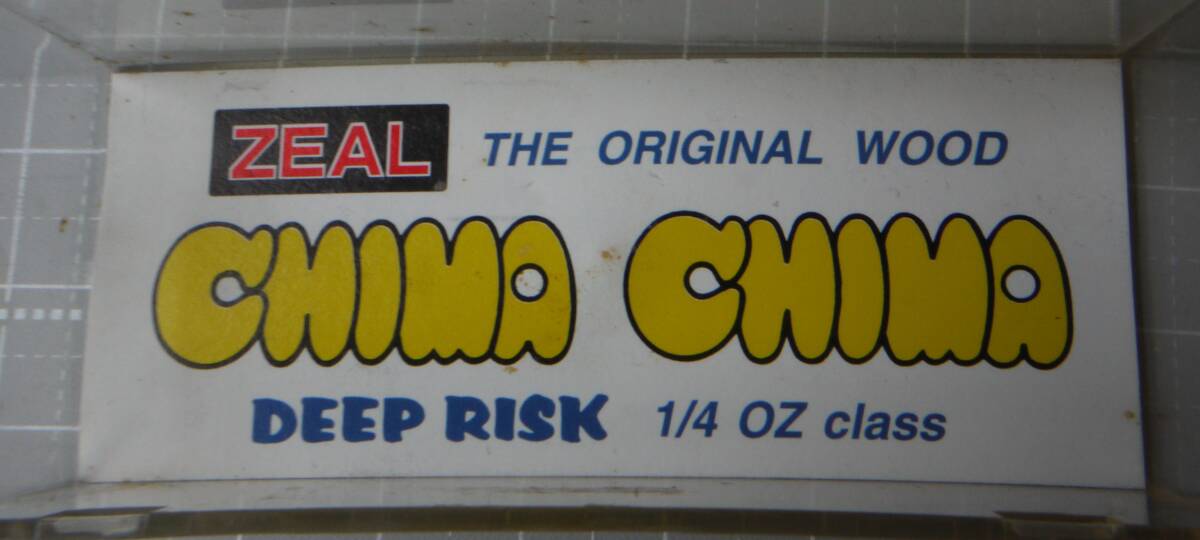 ZEAL THE ORIGINAL WOOD
CHIMA CHIMA
DEEP RISK 1/4 OZ class